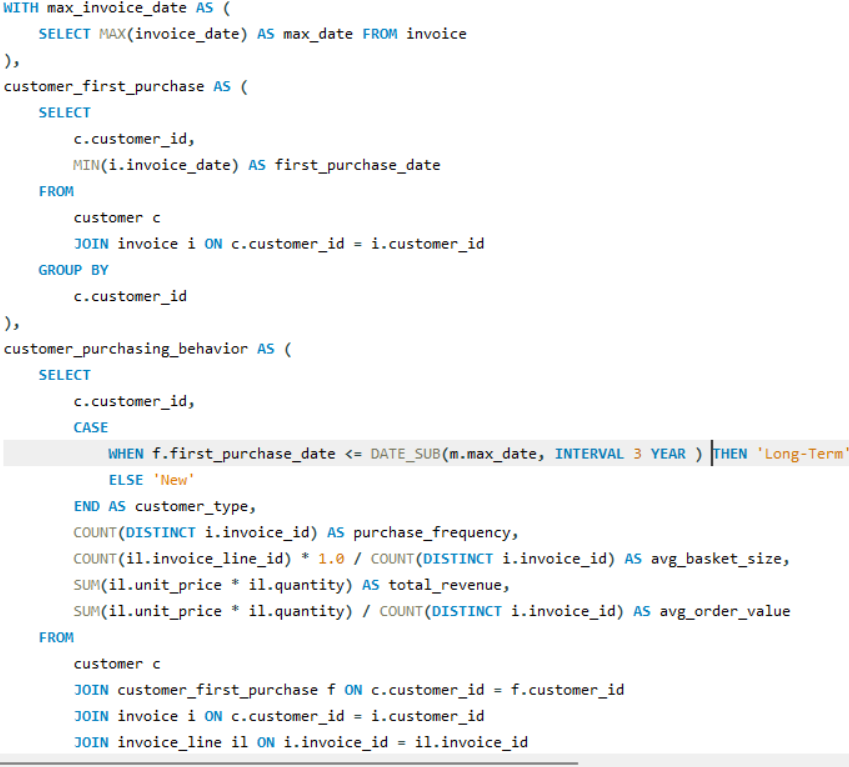 WITH max_invoice_date AS (
    SELECT MAX(invoice_date) AS max_date FROM invoice
),
customer_first_purchase AS (
    SELECT
        c.customer_id,
        MIN(i.invoice_date) AS first_purchase_date
    FROM
        customer c
        JOIN invoice i ON c.customer_id = i.customer_id
    GROUP BY
        c.customer_id
),
customer_purchasing_behavior AS (
    SELECT
        c.customer_id,
        CASE
            WHEN f.first_purchase_date <= DATE_SUB(m.max_date, INTERVAL 3 YEAR ) THEN 'Long-Term'
            ELSE 'New'
        END AS customer_type,
        COUNT(DISTINCT i.invoice_id) AS purchase_frequency,
        COUNT(il.invoice_line_id) * 1.0 / COUNT(DISTINCT i.invoice_id) AS avg_basket_size,
        SUM(il.unit_price * il.quantity) AS total_revenue,
        SUM(il.unit_price * il.quantity) / COUNT(DISTINCT i.invoice_id) AS avg_order_value
    FROM
        customer c
        JOIN customer_first_purchase f ON c.customer_id = f.customer_id
        JOIN invoice i ON c.customer_id = i.customer_id
        JOIN invoice_line il ON i.invoice_id = il.invoice_id